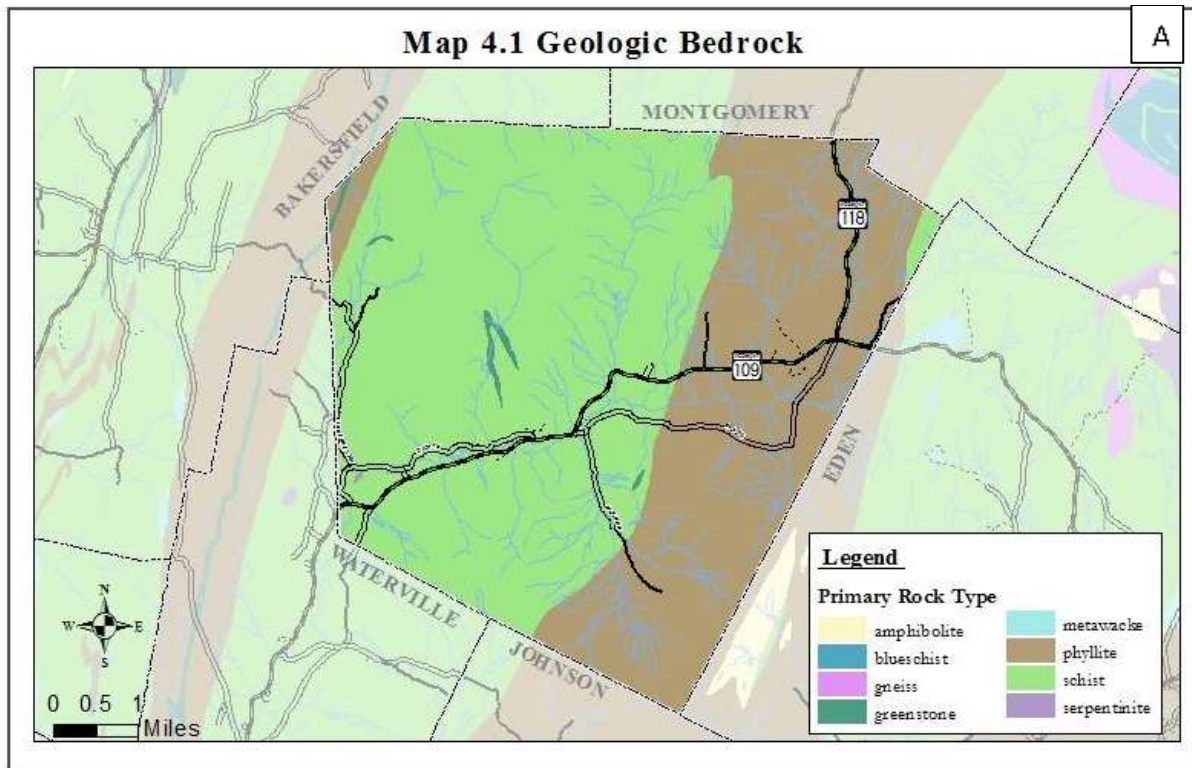 A
Map 4.1 Geologic Bedrock
MONTGOMERY
BAKERSFIELD
118
109
EDEN
WATERVILLE
JOHNSON
N
W E
S
0 0.5 1
Miles
Legend
Primary Rock Type
amphibolite
blueschist
gneiss
greenstone
metawacke
phyllite
schist
serpentinite